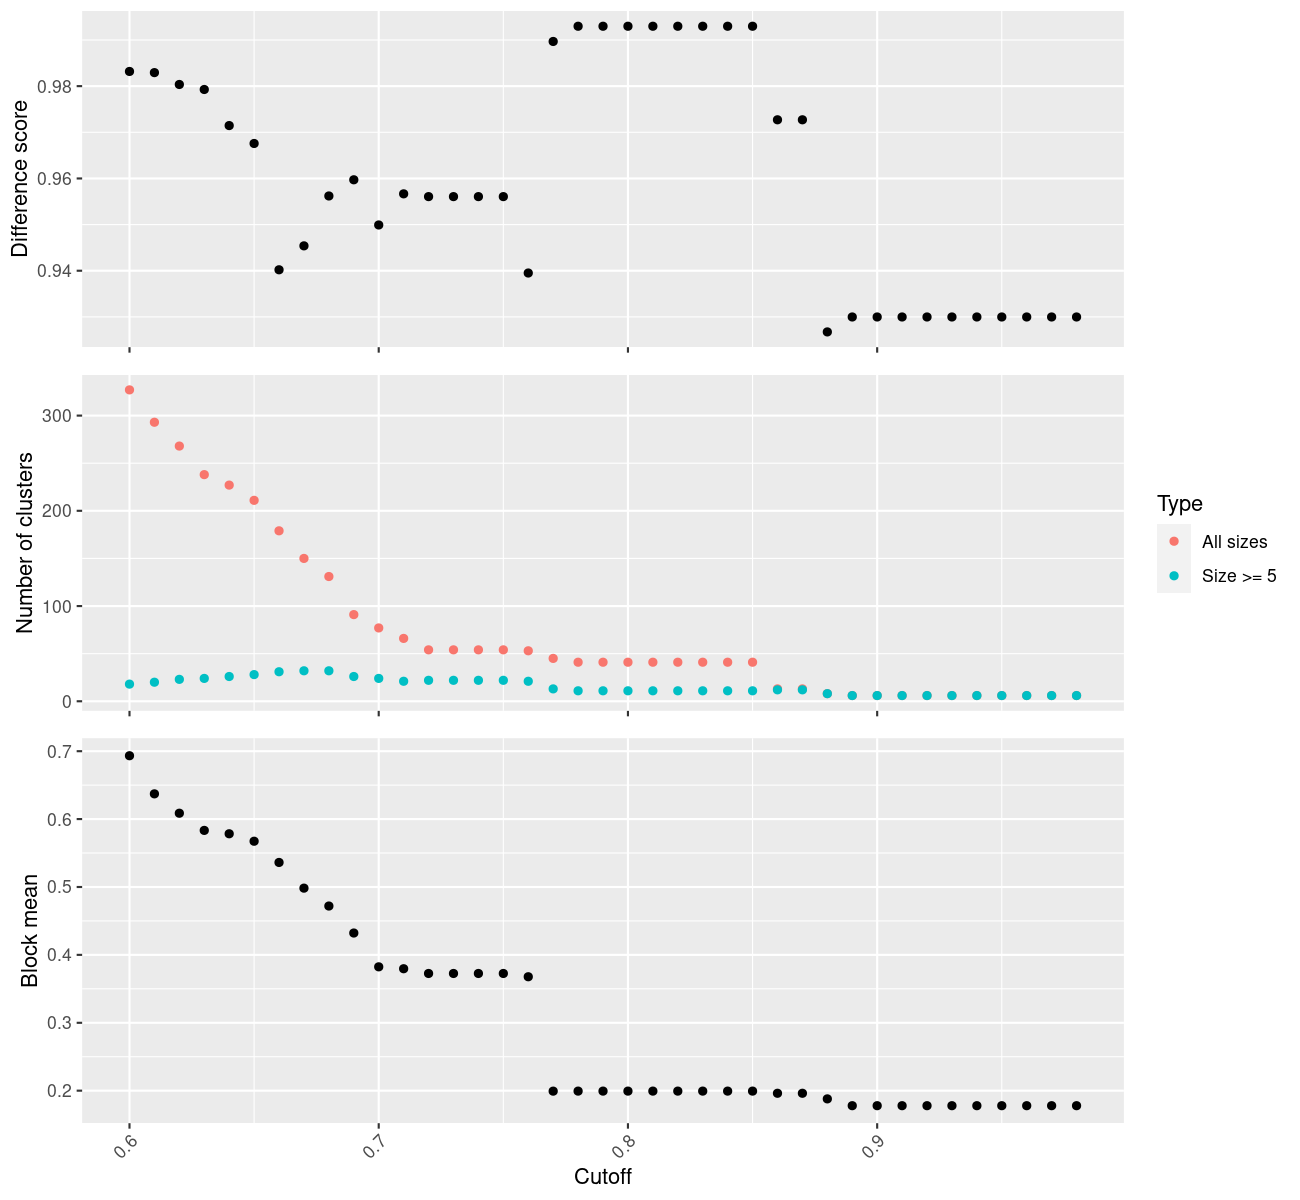 Difference score
0.98
0.96
0.94
Number of clusters
300
200
100
0
Type
All sizes
Size >= 5
Block mean
0.7
0.6
0.5
0.4
0.3
0.2
0.6 0.7 0.8 0.9
Cutoff